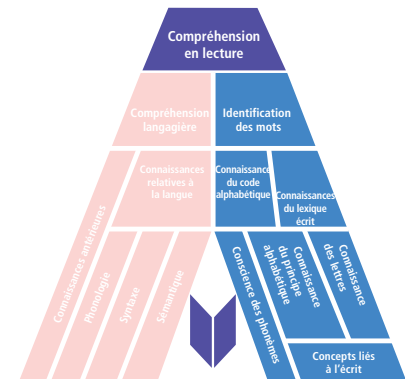 Compréhension
en lecture
Compréhension
langagière
Identification
des mots
Connaissances
relatives à
la langue
Connaissance
du code
alphabétique
Connaissances
du lexique
écrit
Connaissances antérieures
Phonologie
Syntaxe
Sémantique
Conscience des phonèmes
Connaissance
du principe
alphabétique
Connaissance
des lettres
Concepts liés
à l'écrit